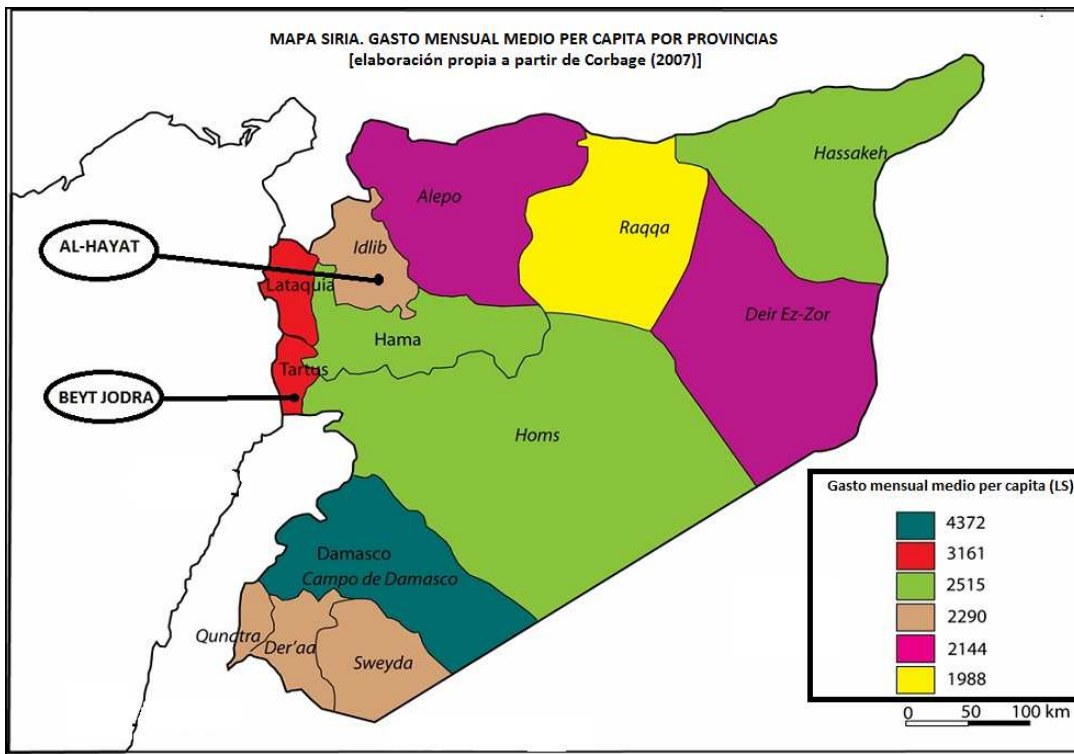 MAPA SIRIA. GASTO MENSUAL MEDIO PER CAPITA POR PROVINCIAS
[elaboración propia a partir de Corbage (2007)]
Hassakeh
Alepo
Raqqa
AL-HAYAT
Idlib
Lataquía
Deir Ez-Zor
Hama
Tartus
BEYT JODRA
Homs
Damasco
Campo de Damasco
Qunatra
Der'aa
Sweyda
Gasto mensual medio per capita (LS)
4372
3161
2515
2290
2144
1988
0 50 100 km